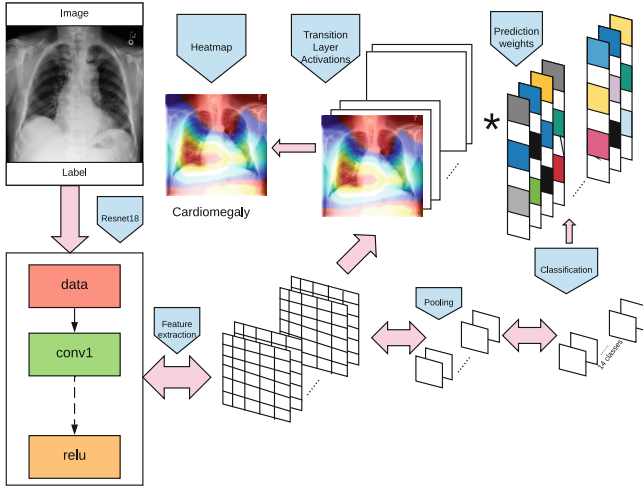 Image
Label
Resnet18
data
conv1
relu
Feature
extraction
Heatmap
Cardiomegaly
Transition
Layer
Activations
*
Prediction
weights
Pooling
Classification
14 classes